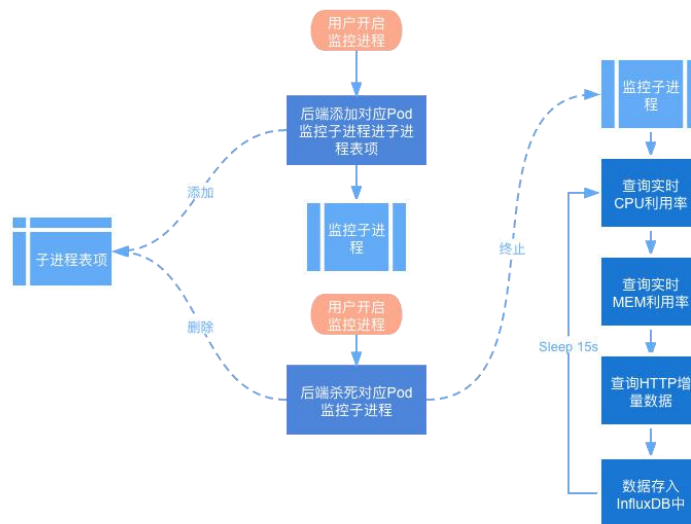 用户开启
监控进程
后端添加对应Pod
监控子进程进子进
程表项
添加
监控子进
程
子进程表项
删除
用户开启
监控进程
后端杀死对应Pod
监控子进程
终止
监控子进
程
查询实时
CPU利用率
查询实时
MEM利用率
Sleep 15s
查询HTTP增
量数据
数据存入
InfluxDB中